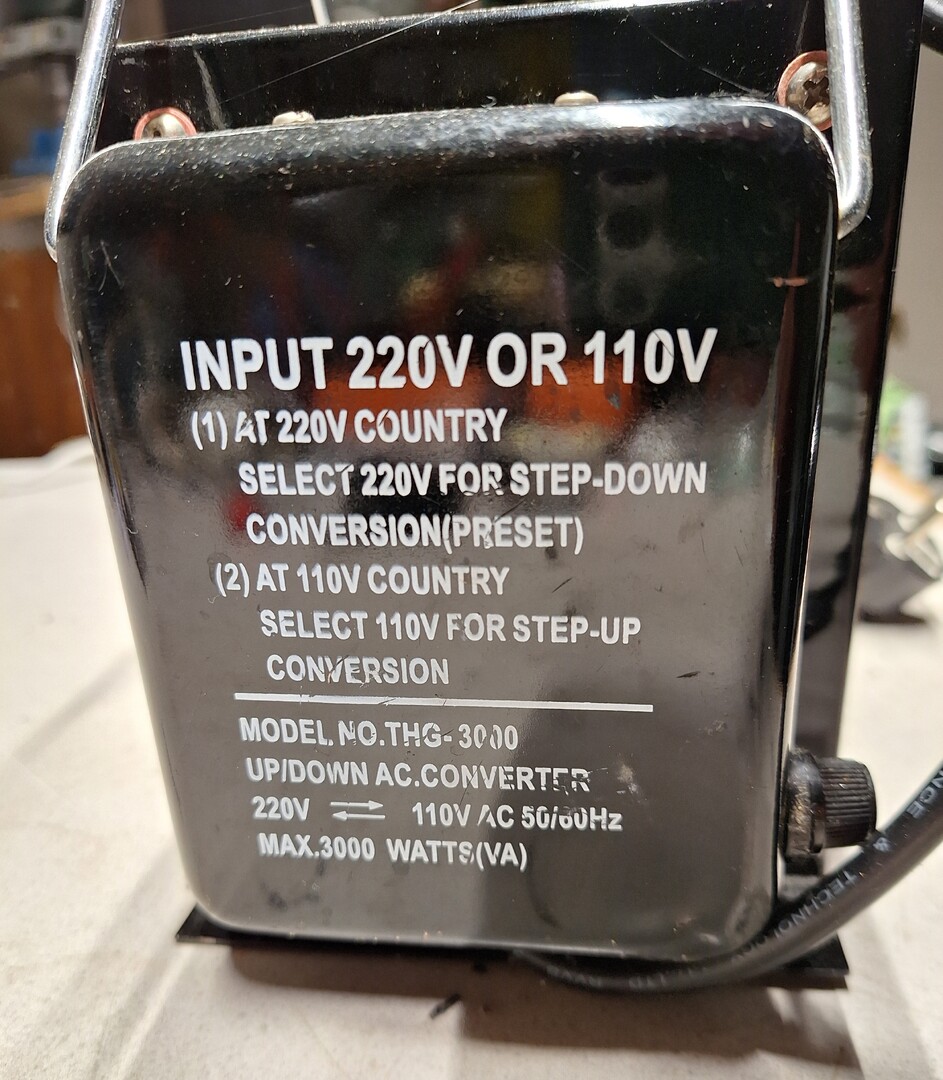 INPUT 220V OR 110V
(1) AT 220V COUNTRY
SELECT 220V FOR STEP-DOWN
CONVERSION(PRESET)
(2) AT 110V COUNTRY
SELECT 110V FOR STEP-UP
CONVERSION
MODEL NO.THG-3000
UP/DOWN AC.CONVERTER
220V ⇄ 110V AC 50/60Hz
MAX.3000 WATTS(VA)
TECHNOLOGY